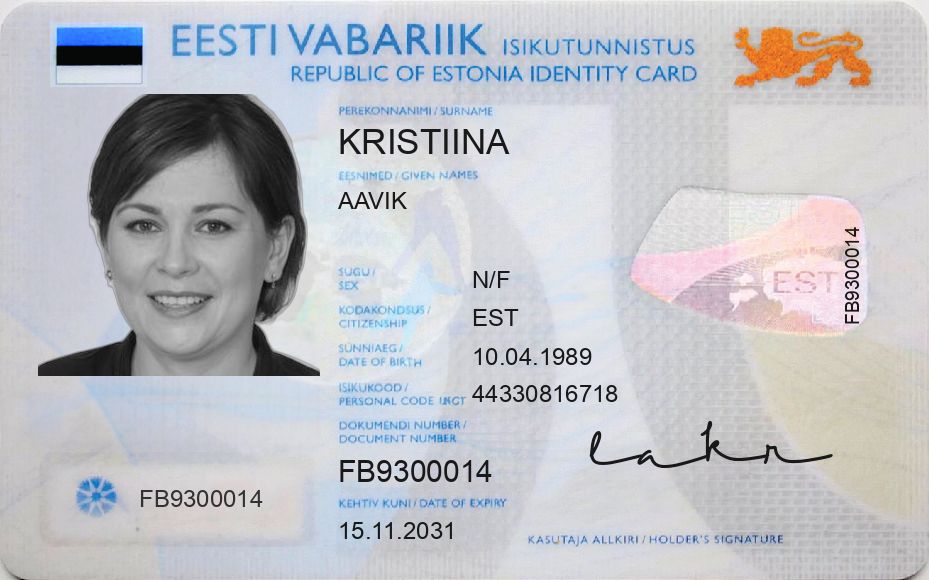 EESTI VABARIIK ISIKUTUNNISTUS
REPUBLIC OF ESTONIA IDENTITY CARD
PEREKONNANIMI / SURNAME
KRISTIINA
EESNIMED / GIVEN NAMES
AAVIK
SUGU / SEX
N/F
KODAKONDSUS / CITIZENSHIP
EST
SÜNNIAEG / DATE OF BIRTH
10.04.1989
ISIKUKOOD / PERSONAL CODE
44330816718
DOKUMENDI NUMBER / DOCUMENT NUMBER
FB9300014
KEHTIV KUNI / DATE OF EXPIRY
15.11.2031
FB9300014
EST
FB9300014
KASUTAJA ALLKIRI / HOLDER'S SIGNATURE